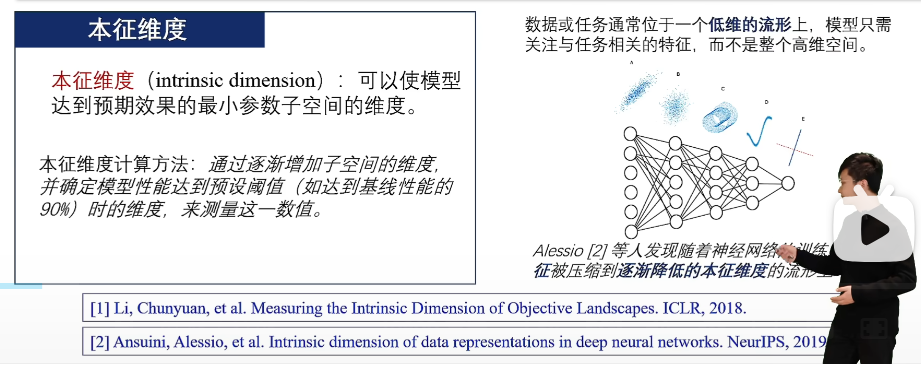 本征维度
本征维度（intrinsic dimension）：可以使模型
达到预期效果的最小参数子空间的维度。
本征维度计算方法：通过逐渐增加子空间的维度，
并确定模型性能达到预设阈值（如达到基线性能的
90%）时的维度，来测量这一数值。
数据或任务通常位于一个低维的流形上，模型只需
关注与任务相关的特征，而不是整个高维空间。
A
B
C
D
E
Alessio [2] 等人发现随着神经网络的训练
征被压缩到逐渐降低的本征维度的流形上
[1] Li, Chunyuan, et al. Measuring the Intrinsic Dimension of Objective Landscapes. ICLR, 2018.
[2] Ansuini, Alessio, et al. Intrinsic dimension of data representations in deep neural networks. NeurIPS, 2019